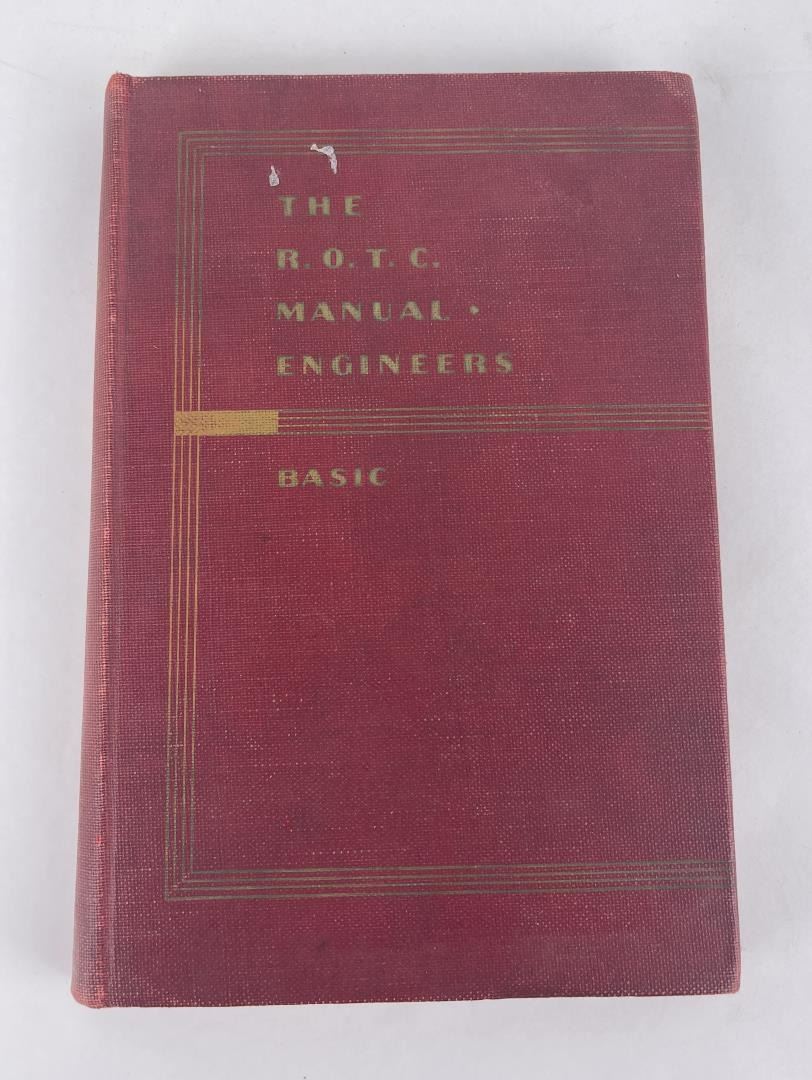 THE
R. O. T. C.
MANUAL •
ENGINEERS
BASIC